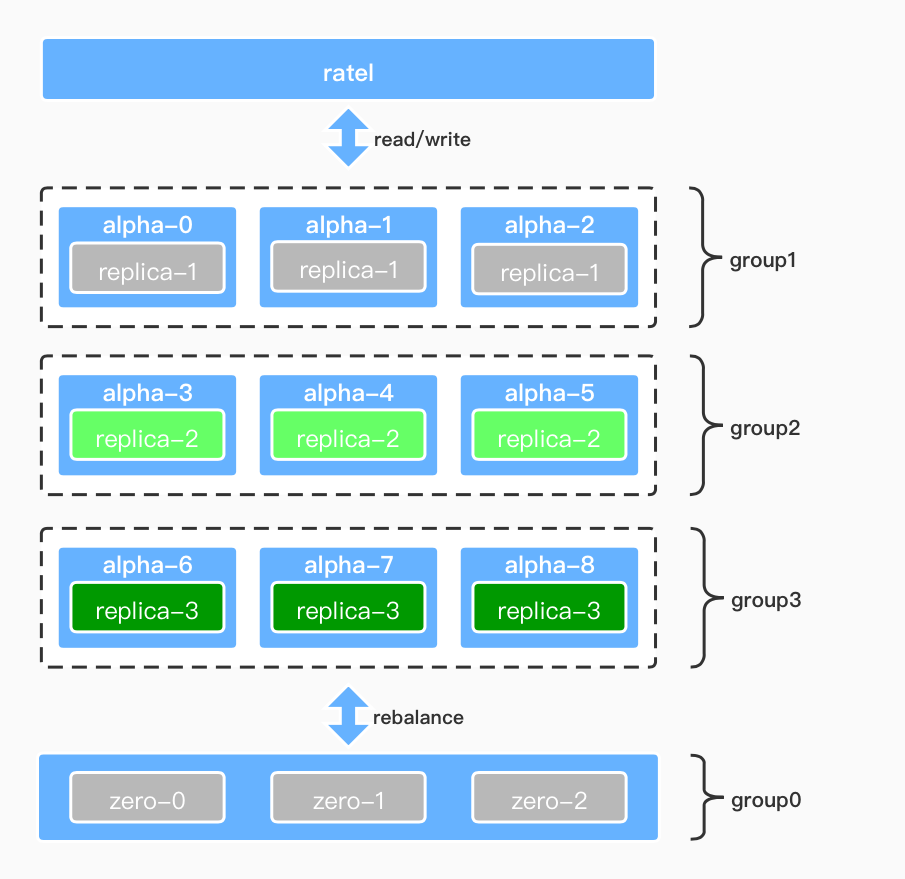 ratel
read/write
alpha–0 alpha–1 alpha–2
replica–1 replica–1 replica–1
group1
alpha–3 alpha–4 alpha–5
replica–2 replica–2 replica–2
group2
alpha–6 alpha–7 alpha–8
replica–3 replica–3 replica–3
group3
rebalance
zero–0 zero–1 zero–2
group0